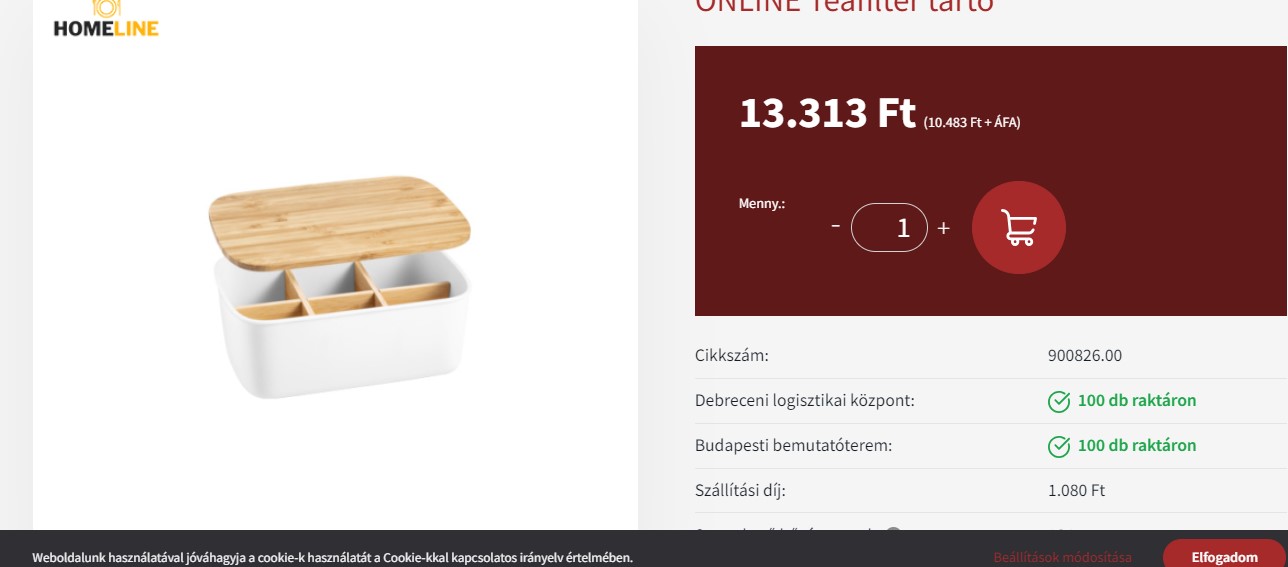 HOMELINE
ONLINE Teafilter tartó
13.313 Ft (10.483 Ft + ÁFA)
Menny.:
- 1 +
Cikkszám: 900826.00
Debreceni logisztikai központ: 100 db raktáron
Budapesti bemutatóterem: 100 db raktáron
Szállítási díj: 1.080 Ft
Weboldalunk használatával jóváhagyja a cookie-k használatát a Cookie-kkal kapcsolatos irányelv értelmében.
Beállítások módosítása
Elfogadom